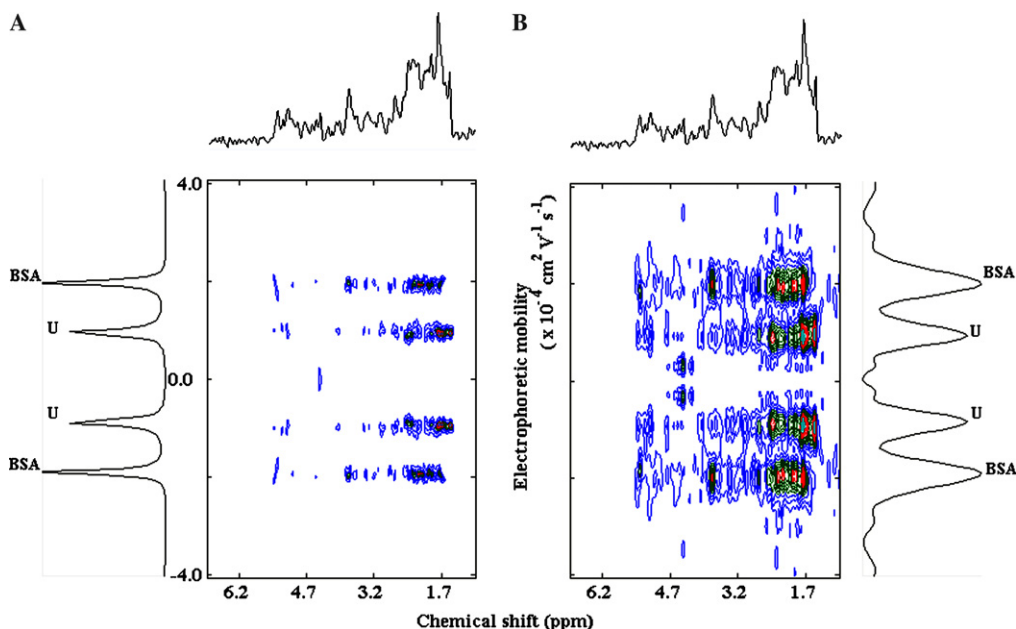 A
B
BSA
U
U
BSA
4.0
0.0
-4.0
6.2 4.7 3.2 1.7
Electrophoretic mobility
( x 10⁻⁴ cm² V⁻¹ s⁻¹ )
6.2 4.7 3.2 1.7
BSA
U
U
BSA
Chemical shift (ppm)